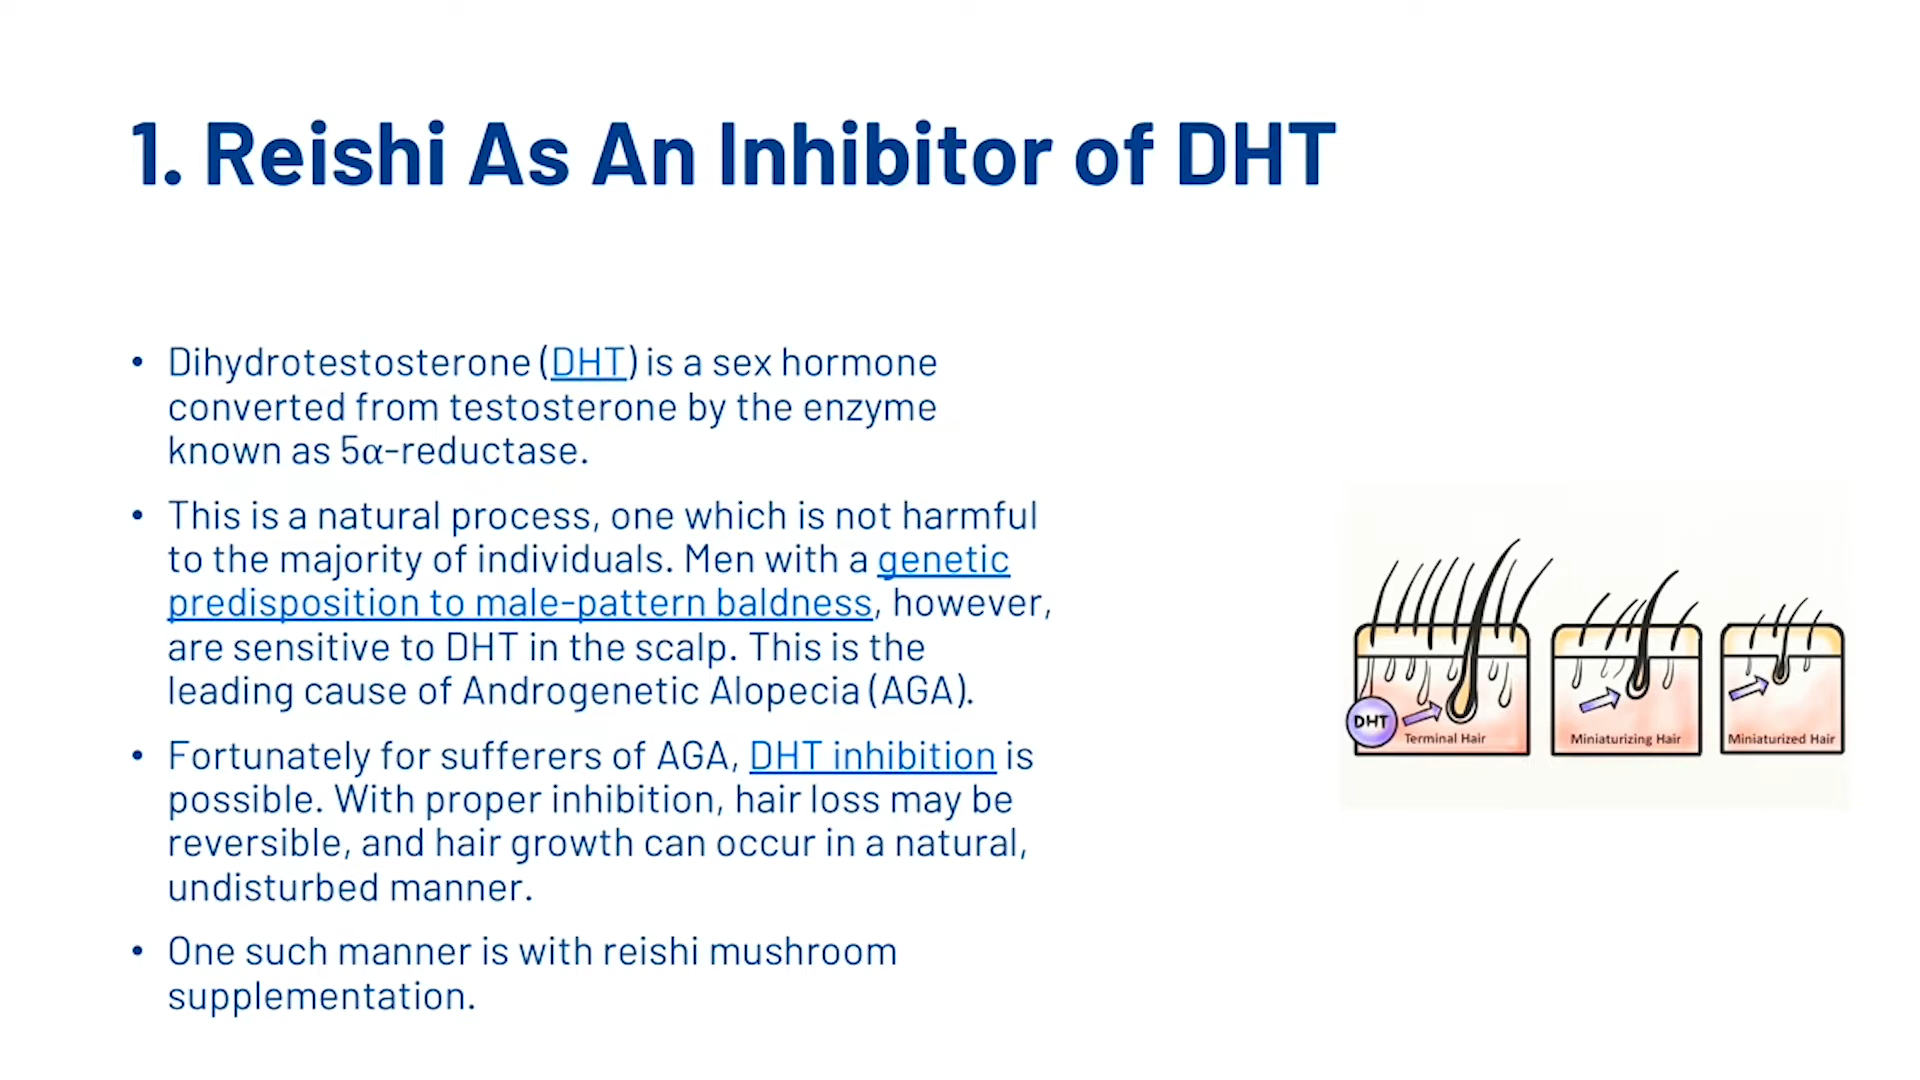 1. Reishi As An Inhibitor of DHT
• Dihydrotestosterone (DHT) is a sex hormone
converted from testosterone by the enzyme
known as 5α-reductase.
• This is a natural process, one which is not harmful
to the majority of individuals. Men with a genetic
predisposition to male-pattern baldness, however,
are sensitive to DHT in the scalp. This is the
leading cause of Androgenetic Alopecia (AGA).
• Fortunately for sufferers of AGA, DHT inhibition is
possible. With proper inhibition, hair loss may be
reversible, and hair growth can occur in a natural,
undisturbed manner.
• One such manner is with reishi mushroom
supplementation.
DHT
Terminal Hair
Miniaturizing Hair
Miniaturized Hair